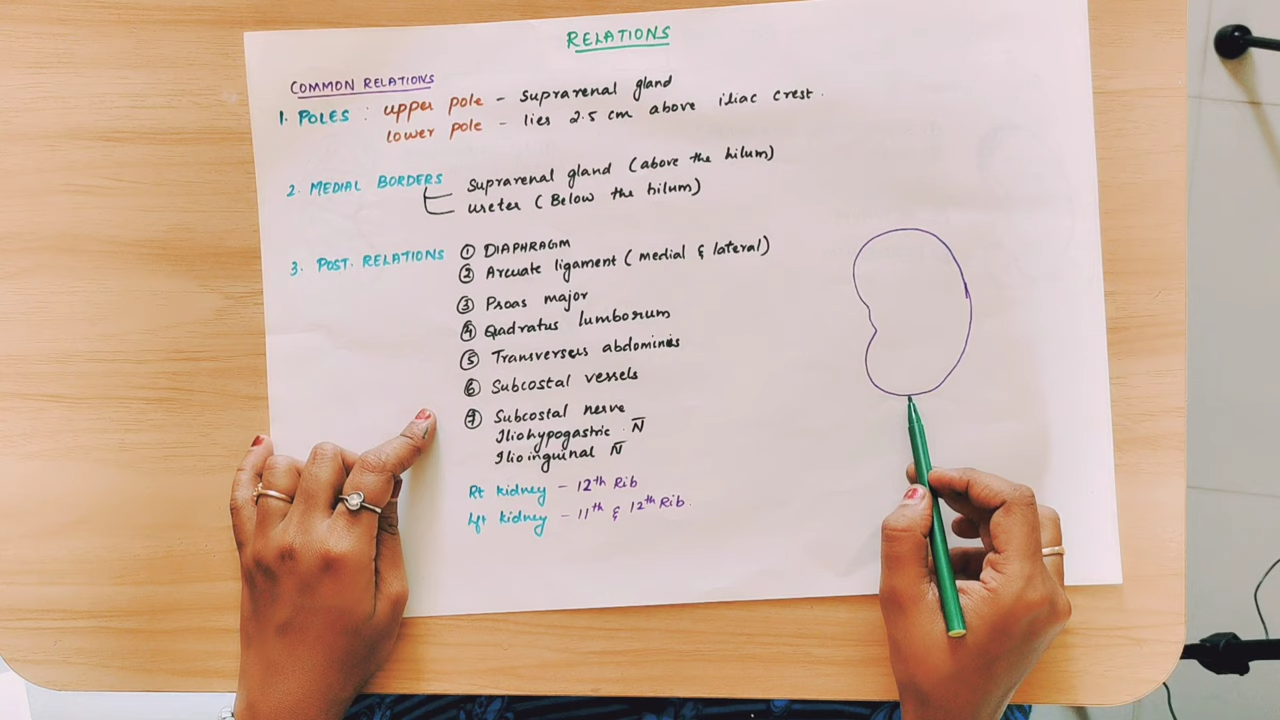 RELATIONS
COMMON RELATIONS
1. POLES : upper pole - suprarenal gland
lower pole - lies 2.5 cm above iliac crest.
2. MEDIAL BORDERS
Suprarenal gland (above the hilum)
ureter (Below the hilum)
3. POST. RELATIONS
① DIAPHRAGM
② Arcuate ligament (medial & lateral)
③ Psoas major
④ Quadratus lumborum
⑤ Transversus abdominis
⑥ Subcostal vessels
⑦ Subcostal nerve
Iliohypogastric N̄
Ilioinguinal N̄
Rt kidney - 12th Rib
Lft kidney - 11th & 12th Rib.